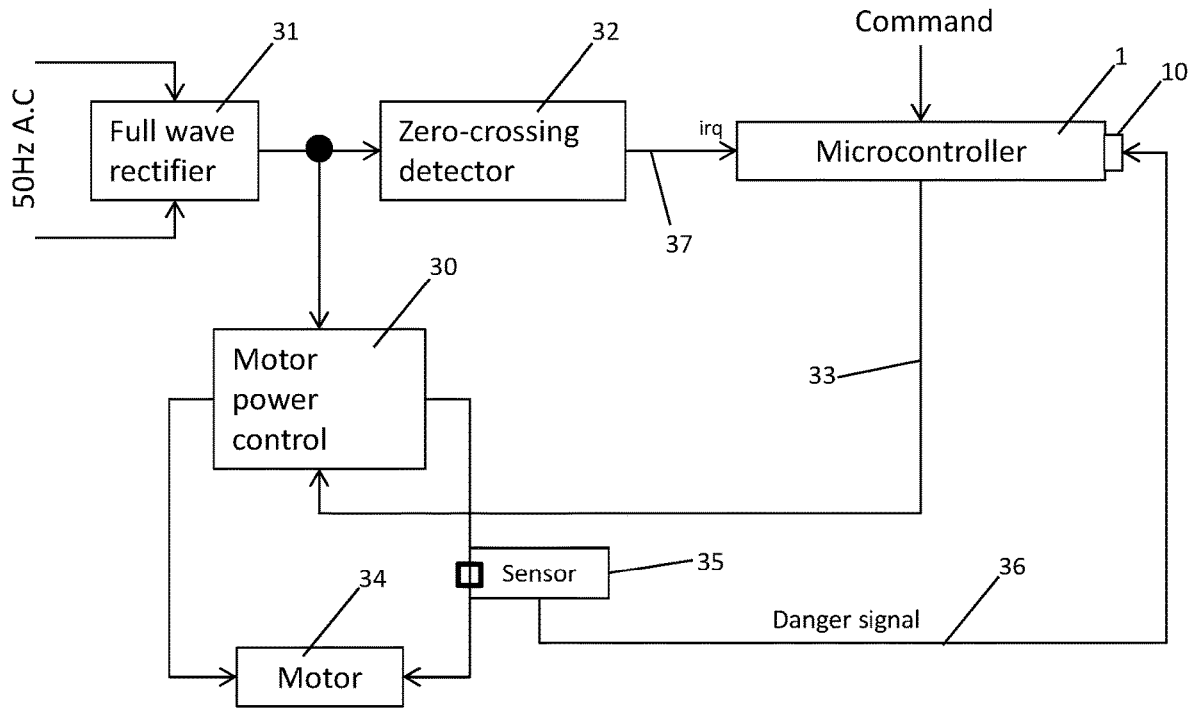 Command
31
32
1
10
50Hz A.C
Full wave
rectifier
Zero-crossing
detector
irq
Microcontroller
37
30
Motor
power
control
33
Sensor
35
34
36
Danger signal
Motor